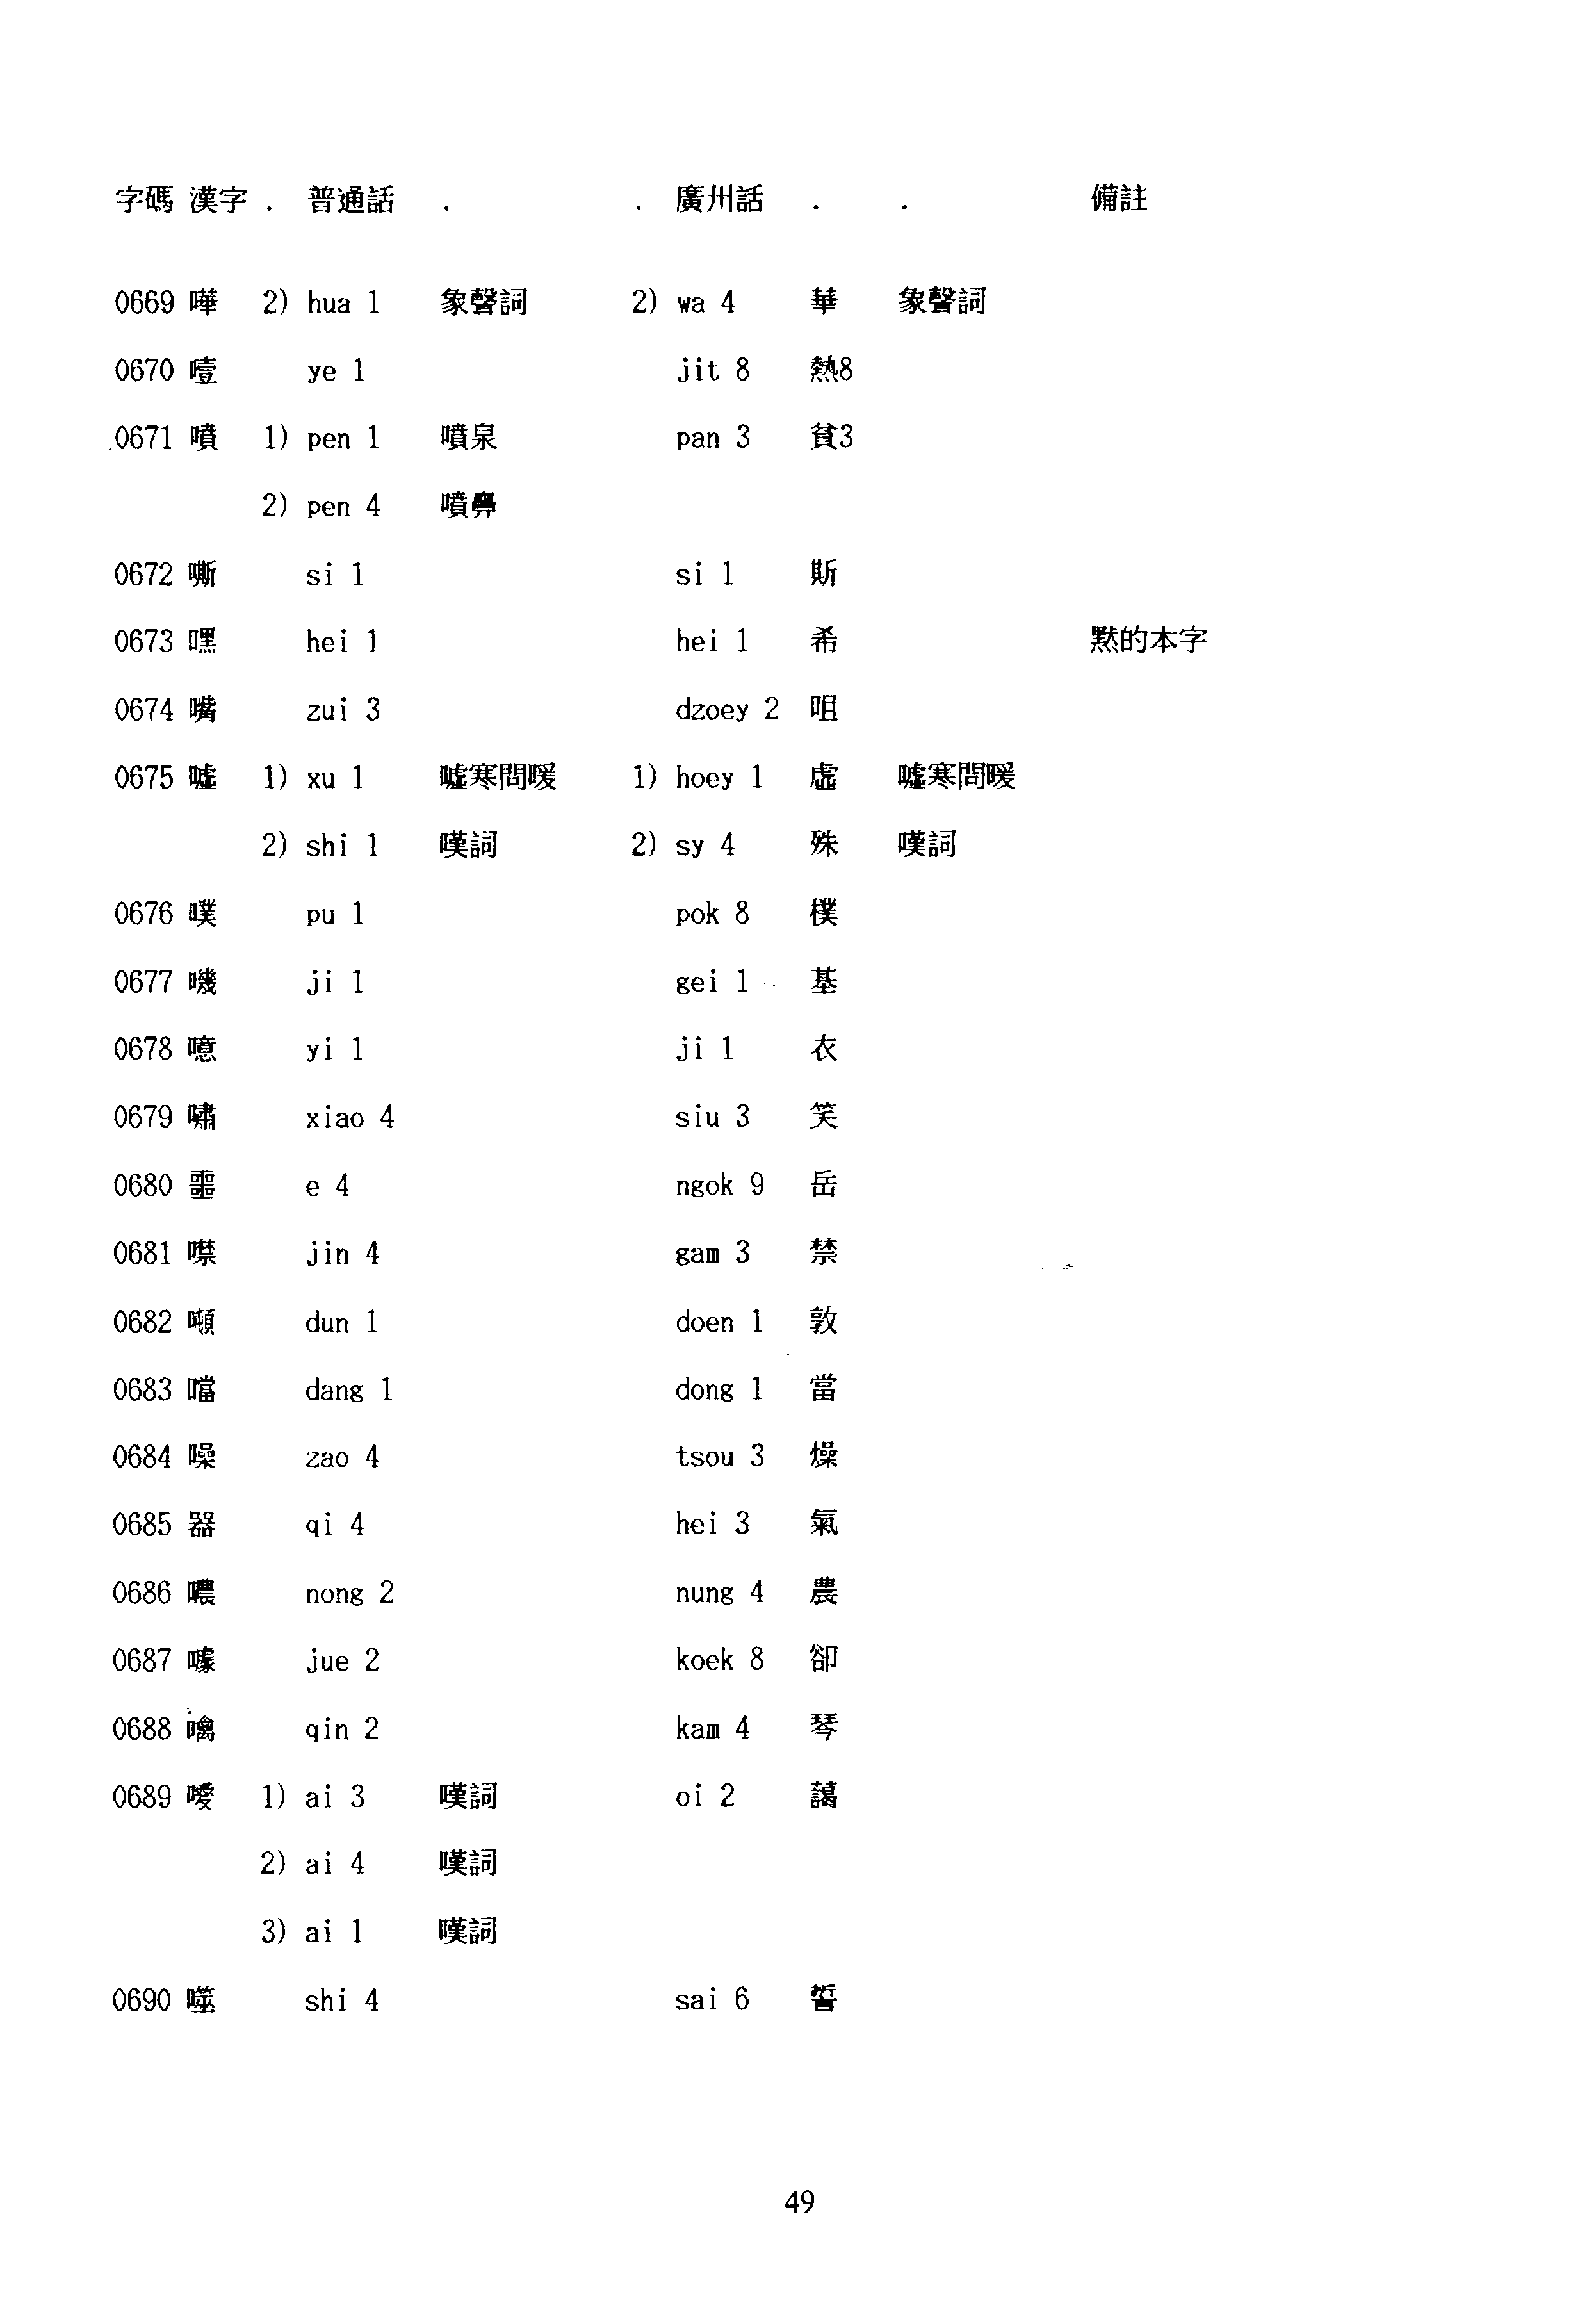 字碼 漢字 . 普通話 . . 廣州話 . . 備註
0669 嘩 2) hua 1 象聲詞 2) wa 4 華 象聲詞
0670 噎 ye 1 jit 8 熱8
0671 噴 1) pen 1 噴泉 pan 3 貧3
2) pen 4 噴鼻
0672 嘶 si 1 si 1 斯
0673 嘿 hei 1 hei 1 希 默的本字
0674 嘴 zui 3 dzoey 2 咀
0675 噓 1) xu 1 噓寒問暖 1) hoey 1 虛 噓寒問暖
2) shi 1 嘆詞 2) sy 4 殊 嘆詞
0676 噗 pu 1 pok 8 樸
0677 嘰 ji 1 gei 1 基
0678 噫 yi 1 ji 1 衣
0679 嘯 xiao 4 siu 3 笑
0680 噩 e 4 ngok 9 岳
0681 噤 jin 4 gam 3 禁
0682 噸 dun 1 doen 1 敦
0683 噹 dang 1 dong 1 當
0684 噪 zao 4 tsou 3 燥
0685 器 qi 4 hei 3 氣
0686 噥 nong 2 nung 4 農
0687 噱 jue 2 koek 8 卻
0688 噙 qin 2 kam 4 琴
0689 噯 1) ai 3 嘆詞 oi 2 藹
2) ai 4 嘆詞
3) ai 1 嘆詞
0690 噬 shi 4 sai 6 誓
49